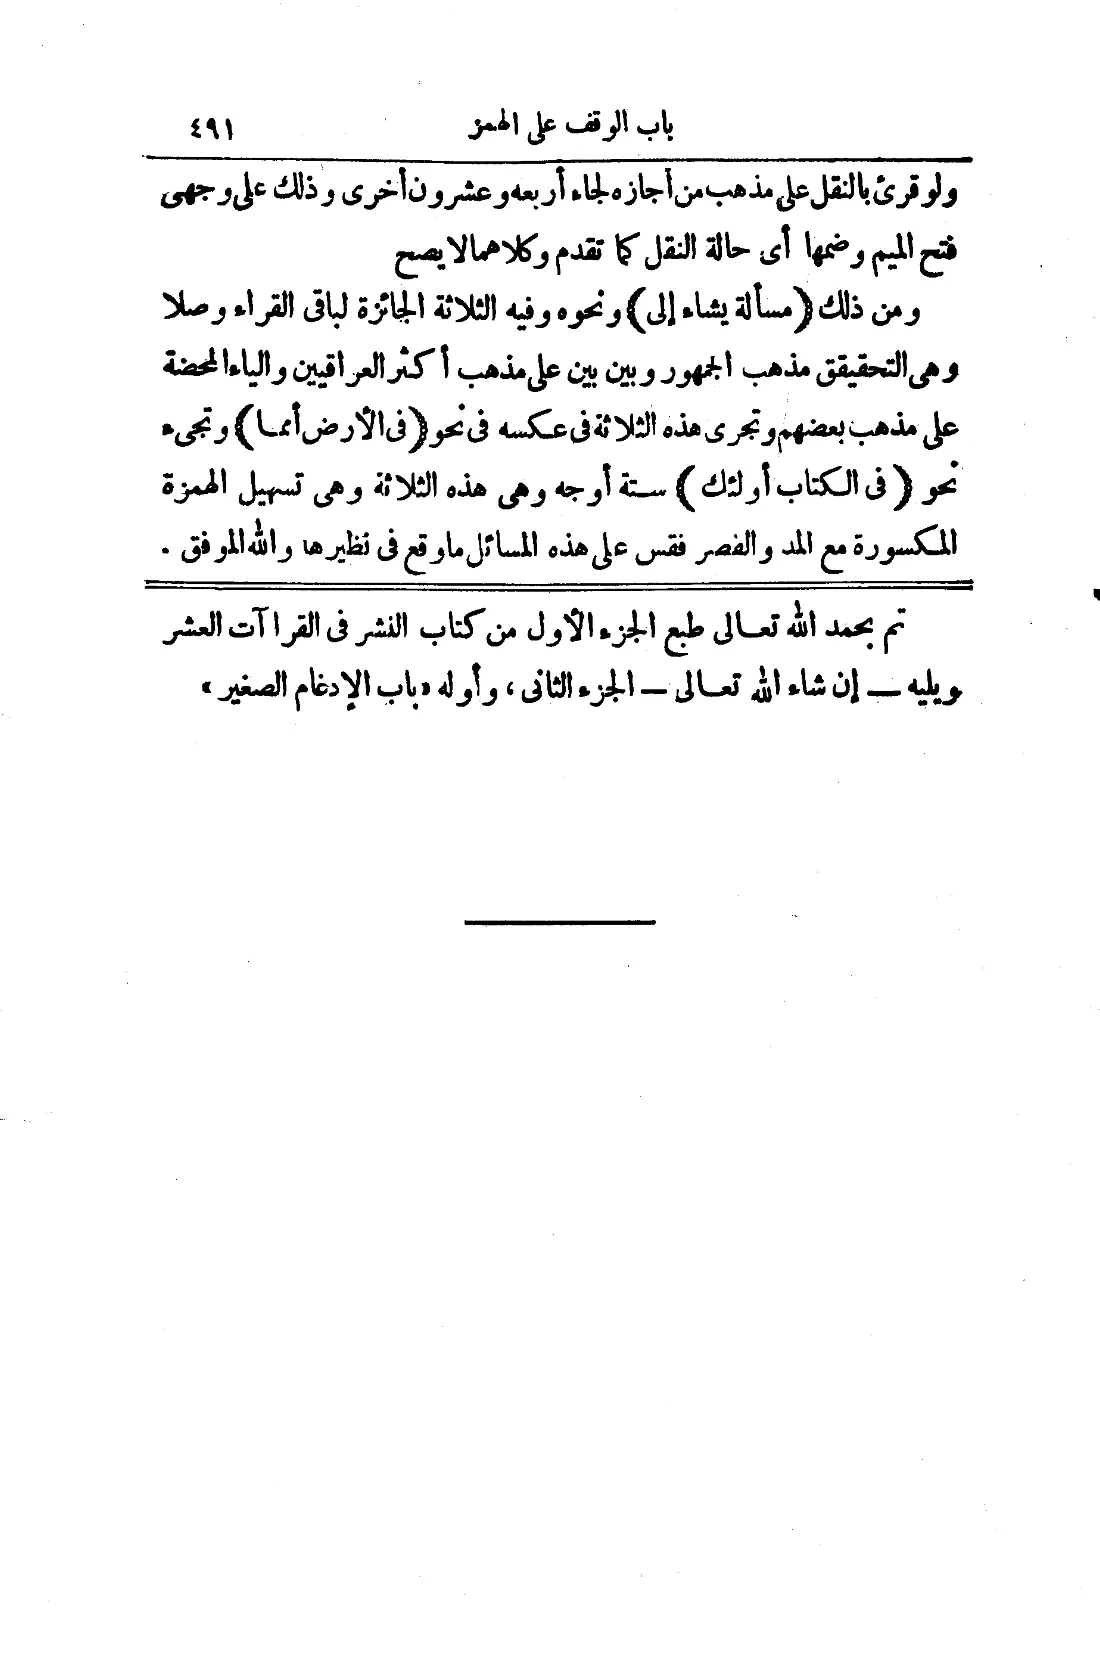 باب الوقف على الهمز ٤٩١
ولو قرئ بالنقل على مذهب من أجازه لجاء أربعه وعشرون أخرى وذلك على وجهى
فتح الميم وضمها أى حالة النقل كما تقدم وكلاهما لا يصح
ومن ذلك (مسألة يشاء إلى) ونحوه وفيه الثلاثة الجائزة لباقى القراء وصلا
وهى التحقيقق مذهب الجمهور وبين بين على مذهب أكثر العراقيين والياء المحضة
على مذهب بعضهم وتجرى هذه الثلاثة فى عكسه فى نحو (فى الأرض أمما) وتجىء
نحو (فى الكتاب أولئك) ستة أوجه وهى هذه الثلاثة وهى تسهيل الهمزة
المكسورة مع المد والقصر فقس على هذه المسائل ما وقع فى نظيرها والله الموفق .
تم بحمد الله تعالى طبع الجزء الأول من كتاب النشر فى القراآت العشر
ويليه — إن شاء الله تعالى — الجزء الثانى ، وأوله «باب الإدغام الصغير»